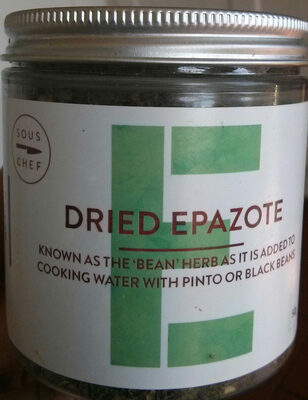 SOUS
CHEF
DRIED EPAZOTE
KNOWN AS THE 'BEAN' HERB AS IT IS ADDED TO
COOKING WATER WITH PINTO OR BLACK BEANS